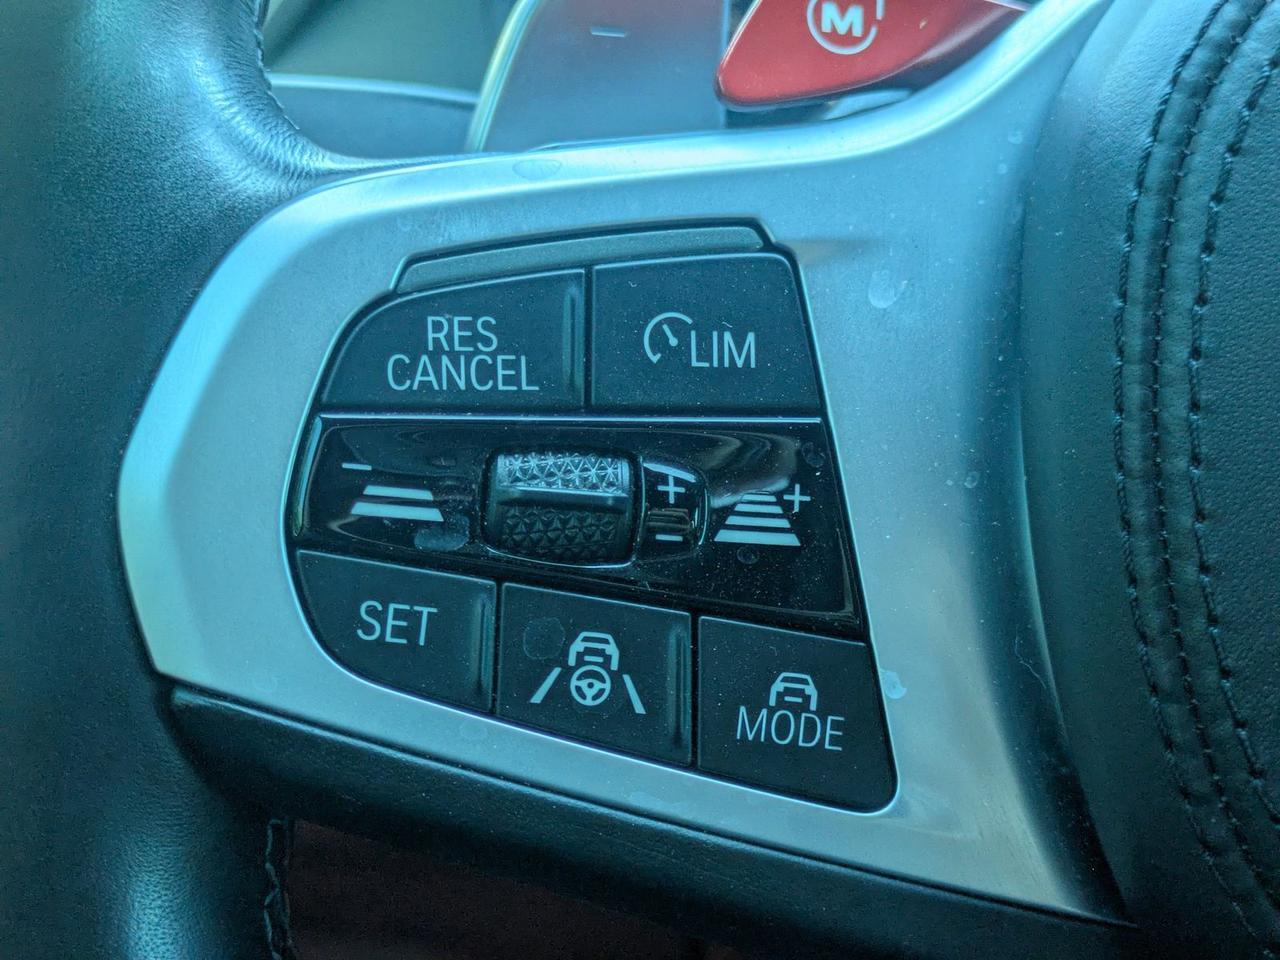 M
RES
CANCEL
LIM
− + +
−
SET
MODE